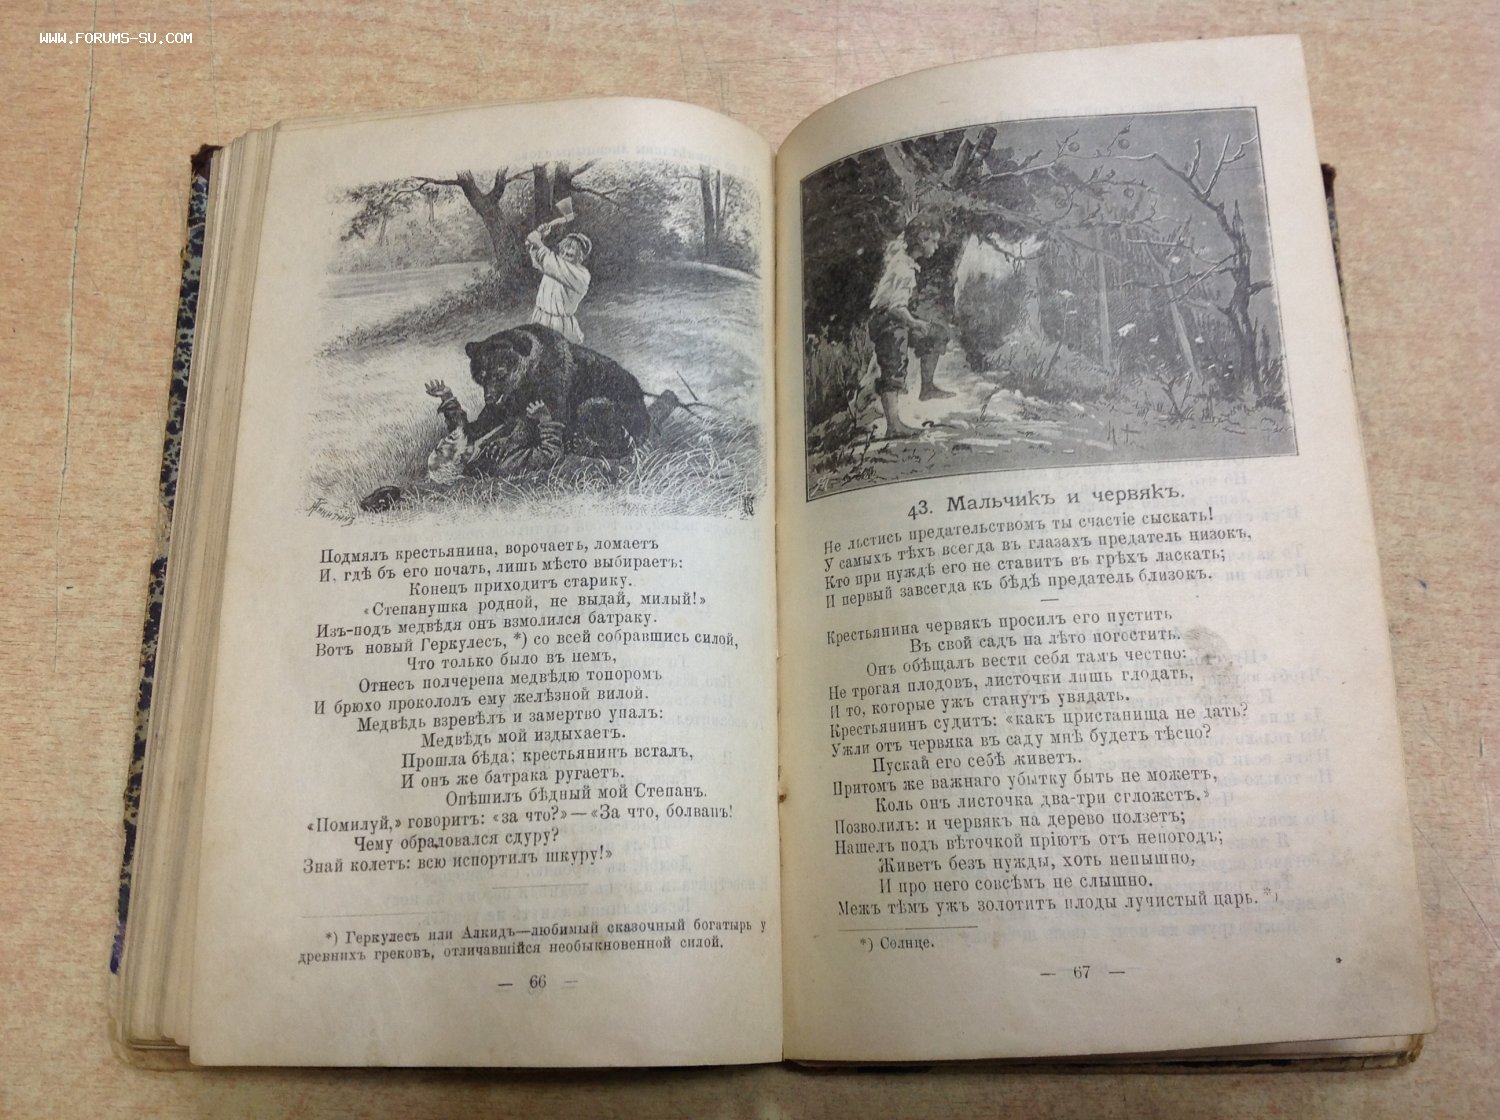 WWW.FORUMS-SU.COM
Подмялъ крестьянина, ворочаетъ, ломаетъ
И, гдѣ бъ его почать, лишь мѣсто выбираетъ:
Конецъ приходитъ старику.
«Степанушка родной, не выдай, милый!»
Изъ-подъ медвѣдя онъ взмолился батраку.
Вотъ новый Геркулесъ, *) со всей собравшись силой,
Что только было въ немъ,
Отнесъ полчерепа медвѣдю топоромъ
И брюхо прокололъ ему желѣзной вилой.
Медвѣдь взревѣлъ и замертво упалъ:
Медвѣдь мой издыхаетъ.
Прошла бѣда; крестьянинъ всталъ,
И онъ же батрака ругаетъ.
Опѣшилъ бѣдный мой Степанъ.
«Помилуй,» говоритъ: «за что?» — «За что, болванъ!
Чему обрадовался сдуру?
Знай колетъ: всю испортилъ шкуру!»
*) Геркулесъ или Алкидъ—любимый сказочный богатырь у
древнихъ грековъ, отличавшійся необыкновенной силой.
— 66 —
43. Мальчикъ и червякъ.
Не льстись предательствомъ ты счастіе сыскать!
У самыхъ тѣхъ всегда въ глазахъ предатель низокъ,
Кто при нуждѣ его не ставитъ въ грѣхъ ласкать;
И первый завсегда къ бѣдѣ предатель близокъ.
Крестьянина червякъ просилъ его пустить
Въ свой садъ на лѣто погостить.
Онъ обѣщалъ вести себя тамъ честно:
Не трогая плодовъ, листочки лишь глодать,
И то, которые ужъ станутъ увядать.
Крестьянинъ судитъ: «какъ пристанища не дать?
Ужли отъ червяка въ саду мнѣ будетъ тѣсно?
Пускай его себѣ живетъ.
Притомъ же важнаго убытку быть не можетъ,
Коль онъ листочка два-три сгложетъ.»
Позволилъ: и червякъ на дерево ползетъ;
Нашелъ подъ вѣточкой пріютъ отъ непогодъ;
Живетъ безъ нужды, хоть непышно,
И про него совсѣмъ не слышно.
Межъ тѣмъ ужъ золотитъ плоды лучистый царь. *)
*) Солнце.
— 67 —